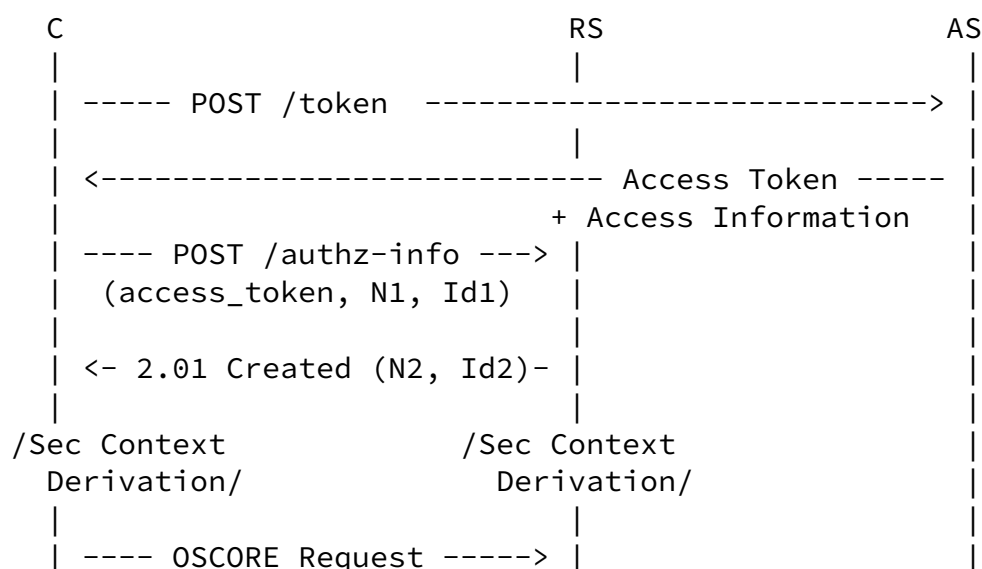 C                            RS                   AS
  |                            |                     |
  | ----- POST /token  ----------------------------> |
  |                            |                     |
  | <---------------------------- Access Token ----- |
  |                           + Access Information   |
  | ---- POST /authz-info ---> |                     |
  |  (access_token, N1, Id1)   |                     |
  |                            |                     |
  | <- 2.01 Created (N2, Id2)- |                     |
  |                            |                     |
/Sec Context             /Sec Context                |
  Derivation/              Derivation/               |
  |                            |                     |
  | ---- OSCORE Request -----> |                     |